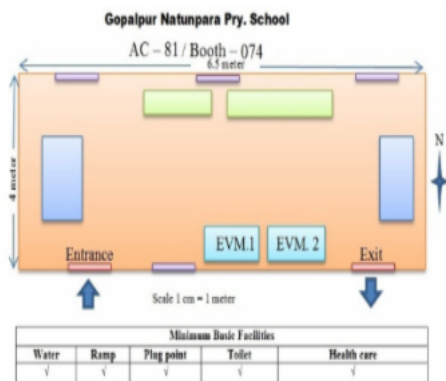 Gopalpur Natunpara Pry. School
AC – 81 / Booth – 074
6.5 meter
4 meter
N
EVM.1 EVM. 2
Entrance Exit
Scale 1 cm = 1 meter
Minimum Basic Facilities
Water Ramp Plug point Toilet Health care
√ √ √ √ √